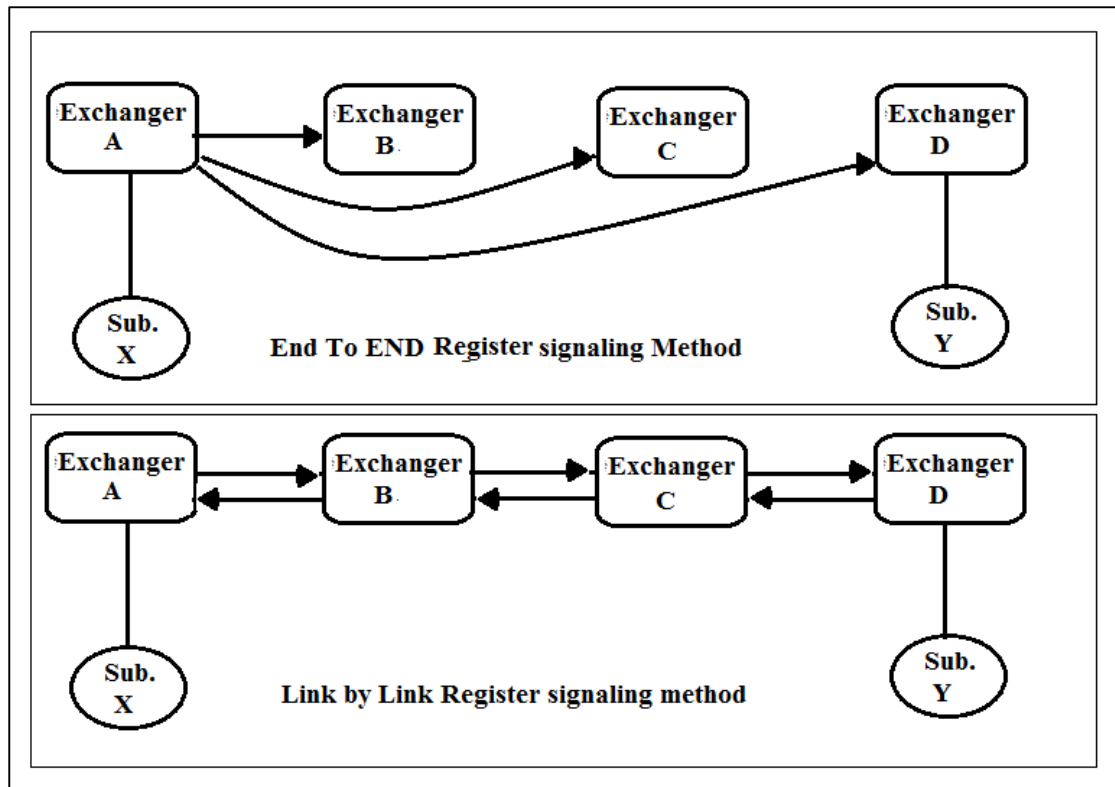 Exchanger
A
Exchanger
B
Exchanger
C
Exchanger
D
Sub.
X
Sub.
Y
End To END Register signaling Method
Exchanger
A
Exchanger
B
Exchanger
C
Exchanger
D
Sub.
X
Sub.
Y
Link by Link Register signaling method